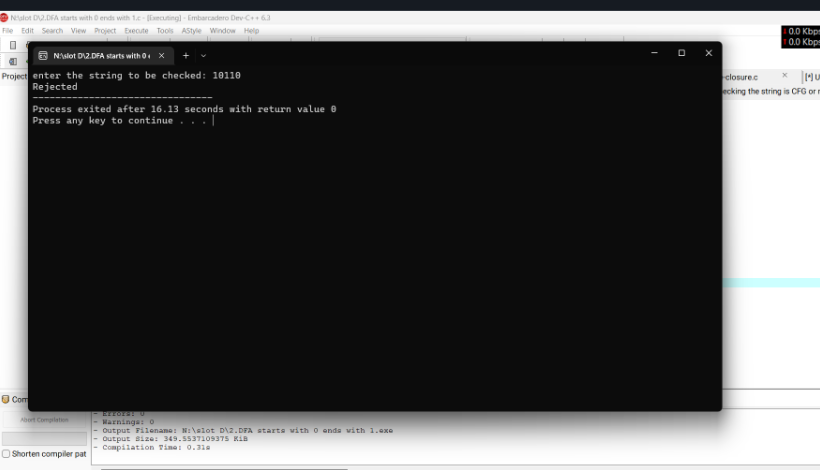 N:\slot D\2.DFA starts with 0 ends with 1.c - [Executing] - Embarcadero Dev-C++ 6.3
File Edit Search View Project Execute Tools AStyle Window Help
0.0 Kbps
0.0 Kbps
N:\slot D\2.DFA starts with 0 e
Project
-closure.c
[*] U
ecking the string is CFG or
enter the string to be checked: 10110
Rejected
--------------------------------
Process exited after 16.13 seconds with return value 0
Press any key to continue . . .
Com
Abort Compilation
Shorten compiler pat
- Errors: 0
- Warnings: 0
- Output Filename: N:\slot D\2.DFA starts with 0 ends with 1.exe
- Output Size: 349.5537109375 KiB
- Compilation Time: 0.31s